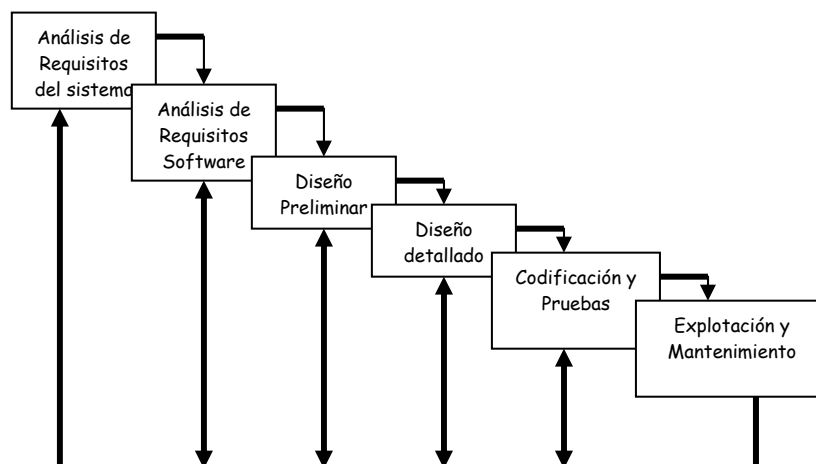 Análisis de
Requisitos
del sistema
Análisis de
Requisitos
Software
Diseño
Preliminar
Diseño
detallado
Codificación y
Pruebas
Explotación y
Mantenimiento